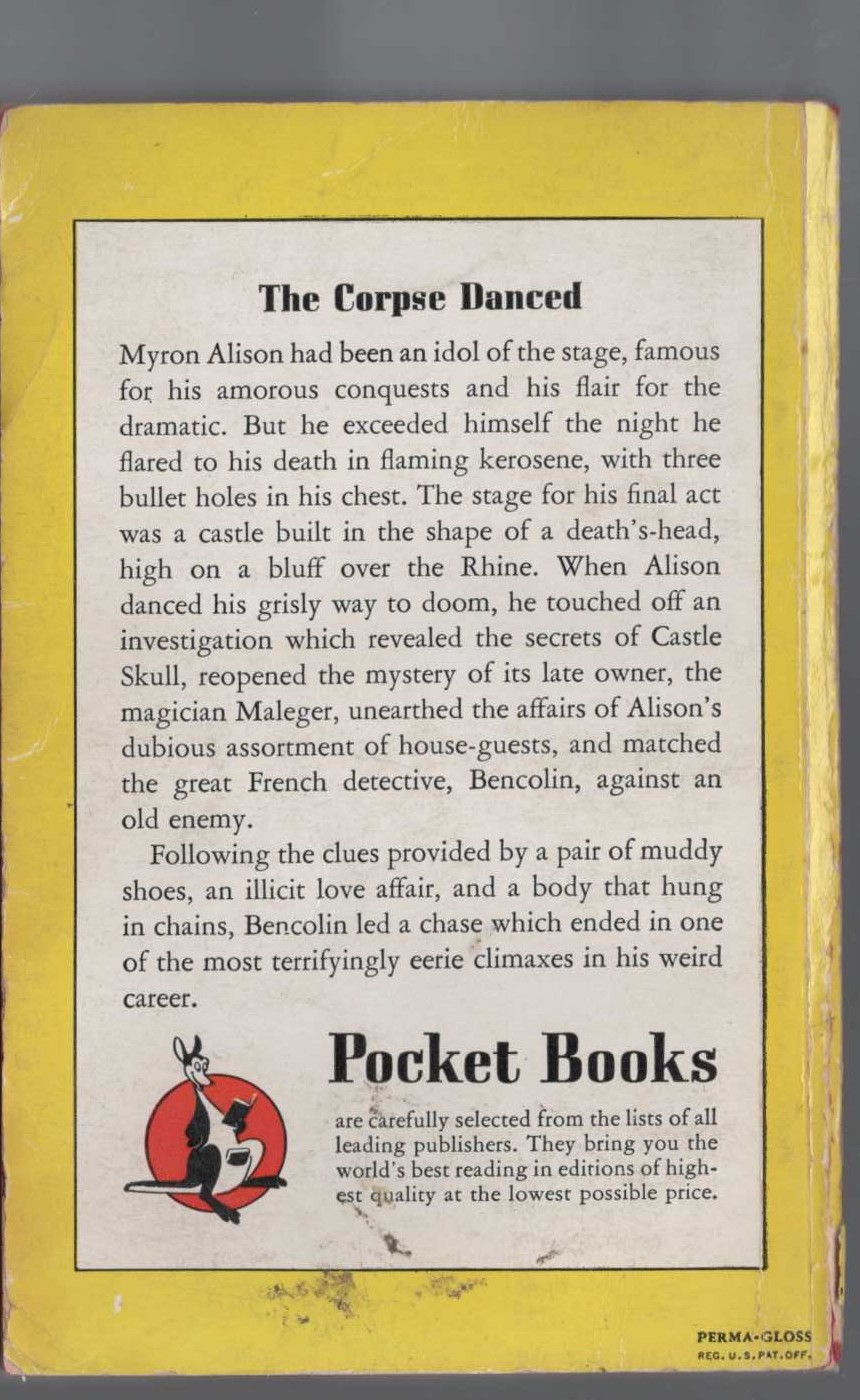 The Corpse Danced
Myron Alison had been an idol of the stage, famous
for his amorous conquests and his flair for the
dramatic. But he exceeded himself the night he
flared to his death in flaming kerosene, with three
bullet holes in his chest. The stage for his final act
was a castle built in the shape of a death's-head,
high on a bluff over the Rhine. When Alison
danced his grisly way to doom, he touched off an
investigation which revealed the secrets of Castle
Skull, reopened the mystery of its late owner, the
magician Maleger, unearthed the affairs of Alison's
dubious assortment of house-guests, and matched
the great French detective, Bencolin, against an
old enemy.
Following the clues provided by a pair of muddy
shoes, an illicit love affair, and a body that hung
in chains, Bencolin led a chase which ended in one
of the most terrifyingly eerie climaxes in his weird
career.
Pocket Books
are carefully selected from the lists of all
leading publishers. They bring you the
world's best reading in editions of high-
est quality at the lowest possible price.
PERMA-GLOSS
REG. U.S. PAT. OFF.